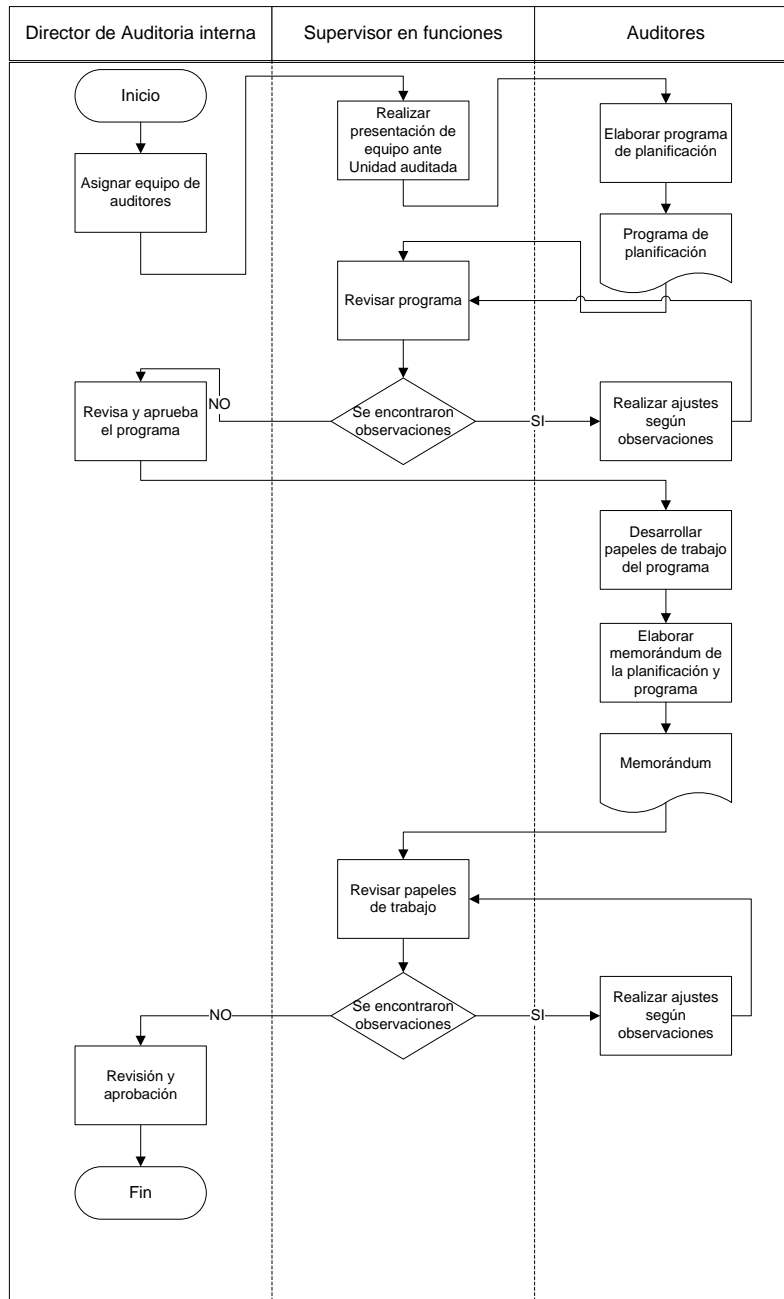 Director de Auditoria interna
Supervisor en funciones
Auditores
Inicio
Asignar equipo de
auditores
Realizar
presentación de
equipo ante
Unidad auditada
Elaborar programa
de planificación
Programa de
planificación
Revisar programa
Se encontraron
observaciones
NO
SI
Revisa y aprueba
el programa
Realizar ajustes
según
observaciones
Desarrollar
papeles de trabajo
del programa
Elaborar
memorándum de
la planificación y
programa
Memorándum
Revisar papeles
de trabajo
Se encontraron
observaciones
NO
SI
Realizar ajustes
según
observaciones
Revisión y
aprobación
Fin